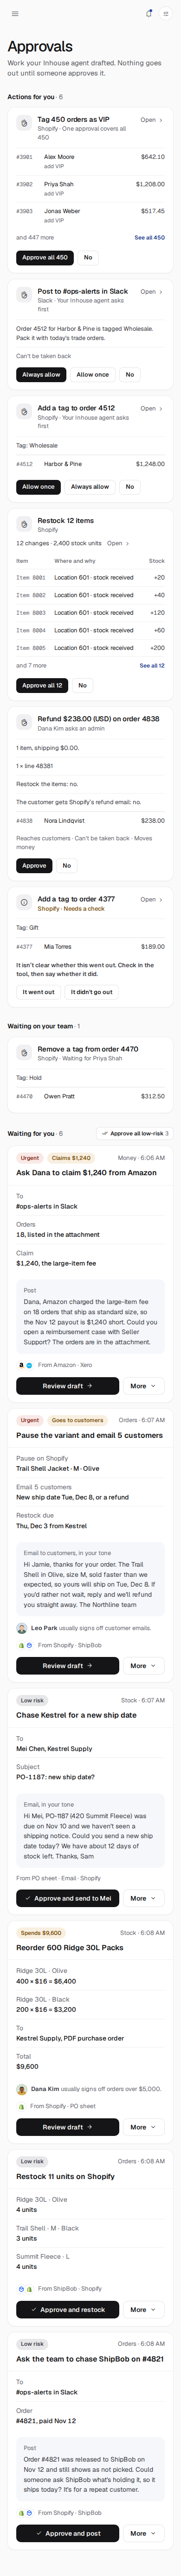 Approvals
Work your Inhouse agent drafted. Nothing goes
out until someone approves it.
Actions for you · 6
Tag 450 orders as VIP
Open
Shopify · One approval covers all
450
#3901 Alex Moore $642.10
add VIP
#3902 Priya Shah $1,208.00
add VIP
#3903 Jonas Weber $517.45
add VIP
and 447 more See all 450
Approve all 450 No
Post to #ops-alerts in Slack Open
Slack · Your Inhouse agent asks
first
Order 4512 for Harbor & Pine is tagged Wholesale.
Pack it with today's trade orders.
Can't be taken back
Always allow Allow once No
Add a tag to order 4512 Open
Shopify · Your Inhouse agent asks
first
Tag: Wholesale
#4512 Harbor & Pine $1,248.00
Allow once Always allow No
Restock 12 items
Shopify
12 changes · 2,400 stock units Open
Item Where and why Stock
Item 8001 Location 601 · stock received +20
Item 8002 Location 601 · stock received +40
Item 8003 Location 601 · stock received +120
Item 8004 Location 601 · stock received +60
Item 8005 Location 601 · stock received +200
and 7 more See all 12
Approve all 12 No
Refund $238.00 (USD) on order 4838
Dana Kim asks an admin
1 item, shipping $0.00.
1 × line 48381
Restock the items: no.
The customer gets Shopify's refund email: no.
#4838 Nora Lindqvist $238.00
Reaches customers · Can't be taken back · Moves
money
Approve No
Add a tag to order 4377 Open
Shopify · Needs a check
Tag: Gift
#4377 Mia Torres $189.00
It isn't clear whether this went out. Check in the
tool, then say whether it did.
It went out It didn't go out
Waiting on your team · 1
Remove a tag from order 4470
Shopify · Waiting for Priya Shah
Tag: Hold
#4470 Owen Pratt $312.50
Waiting for you · 6 Approve all low-risk 3
Urgent Claims $1,240 Money · 6:06 AM
Ask Dana to claim $1,240 from Amazon
To
#ops-alerts in Slack
Orders
18, listed in the attachment
Claim
$1,240, the large-item fee
Post
Dana, Amazon charged the large-item fee
on 18 orders that ship as standard size, so
the Nov 12 payout is $1,240 short. Could you
open a reimbursement case with Seller
Support? The orders are in the attachment.
From Amazon · Xero
Review draft More
Urgent Goes to customers Orders · 6:07 AM
Pause the variant and email 5 customers
Pause on Shopify
Trail Shell Jacket · M · Olive
Email 5 customers
New ship date Tue, Dec 8, or a refund
Restock due
Thu, Dec 3 from Kestrel
Email to customers, in your tone
Hi Jamie, thanks for your order. The Trail
Shell in Olive, size M, sold faster than we
expected, so yours will ship on Tue, Dec 8. If
you'd rather not wait, reply and we'll refund
you straight away. The Northline team
Leo Park usually signs off customer emails.
From Shopify · ShipBob
Review draft More
Low risk Stock · 6:07 AM
Chase Kestrel for a new ship date
To
Mei Chen, Kestrel Supply
Subject
PO-1187: new ship date?
Email, in your tone
Hi Mei, PO-1187 (420 Summit Fleece) was
due on Nov 10 and we haven't seen a
shipping notice. Could you send a new ship
date today? We have about 12 days of
stock left. Thanks, Sam
From PO sheet · Email · Shopify
Approve and send to Mei More
Spends $9,600 Stock · 6:08 AM
Reorder 600 Ridge 30L Packs
Ridge 30L · Olive
400 × $16 = $6,400
Ridge 30L · Black
200 × $16 = $3,200
To
Kestrel Supply, PDF purchase order
Total
$9,600
Dana Kim usually signs off orders over $5,000.
From Shopify · PO sheet
Review draft More
Low risk Orders · 6:08 AM
Restock 11 units on Shopify
Ridge 30L · Olive
4 units
Trail Shell · M · Black
3 units
Summit Fleece · L
4 units
From ShipBob · Shopify
Approve and restock More
Low risk Orders · 6:08 AM
Ask the team to chase ShipBob on #4821
To
#ops-alerts in Slack
Order
#4821, paid Nov 12
Post
Order #4821 was released to ShipBob on
Nov 12 and still shows as not picked. Could
someone ask ShipBob what's holding it, so it
ships today? It's for a repeat customer.
From Shopify · ShipBob
Approve and post More